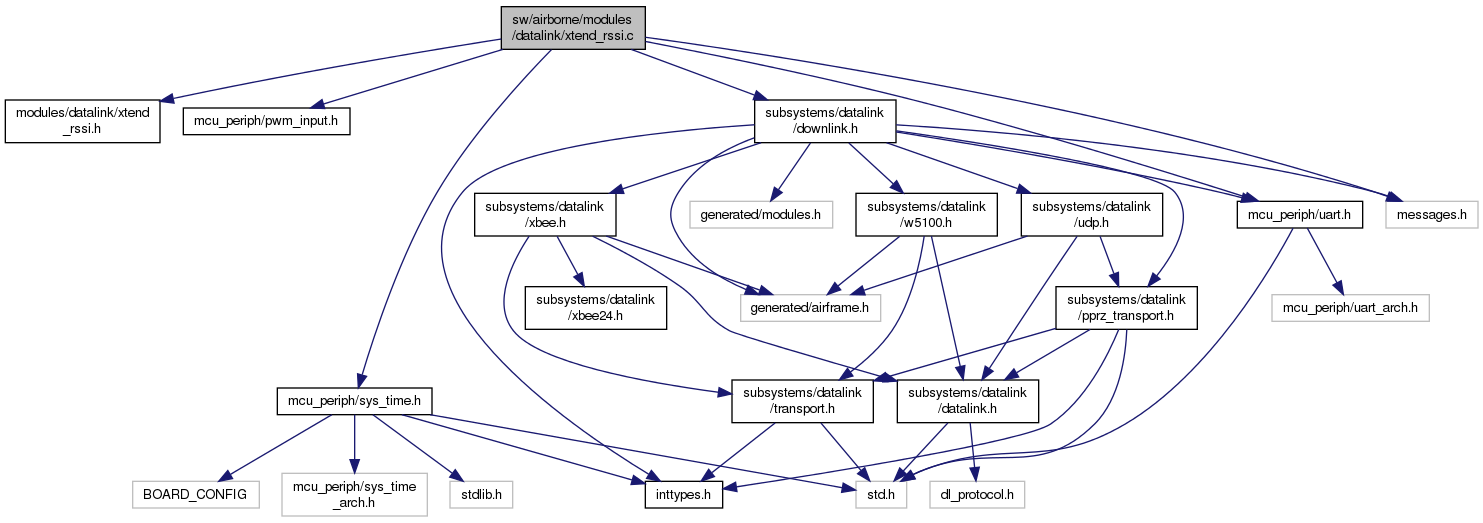 sw/airborne/modules
/datalink/xtend_rssi.c
modules/datalink/xtend
_rssi.h
mcu_periph/pwm_input.h
subsystems/datalink
/downlink.h
subsystems/datalink
/xbee.h
generated/modules.h
subsystems/datalink
/w5100.h
subsystems/datalink
/udp.h
mcu_periph/uart.h
messages.h
subsystems/datalink
/xbee24.h
generated/airframe.h
subsystems/datalink
/pprz_transport.h
mcu_periph/uart_arch.h
mcu_periph/sys_time.h
subsystems/datalink
/transport.h
subsystems/datalink
/datalink.h
BOARD_CONFIG
mcu_periph/sys_time
_arch.h
stdlib.h
inttypes.h
std.h
dl_protocol.h